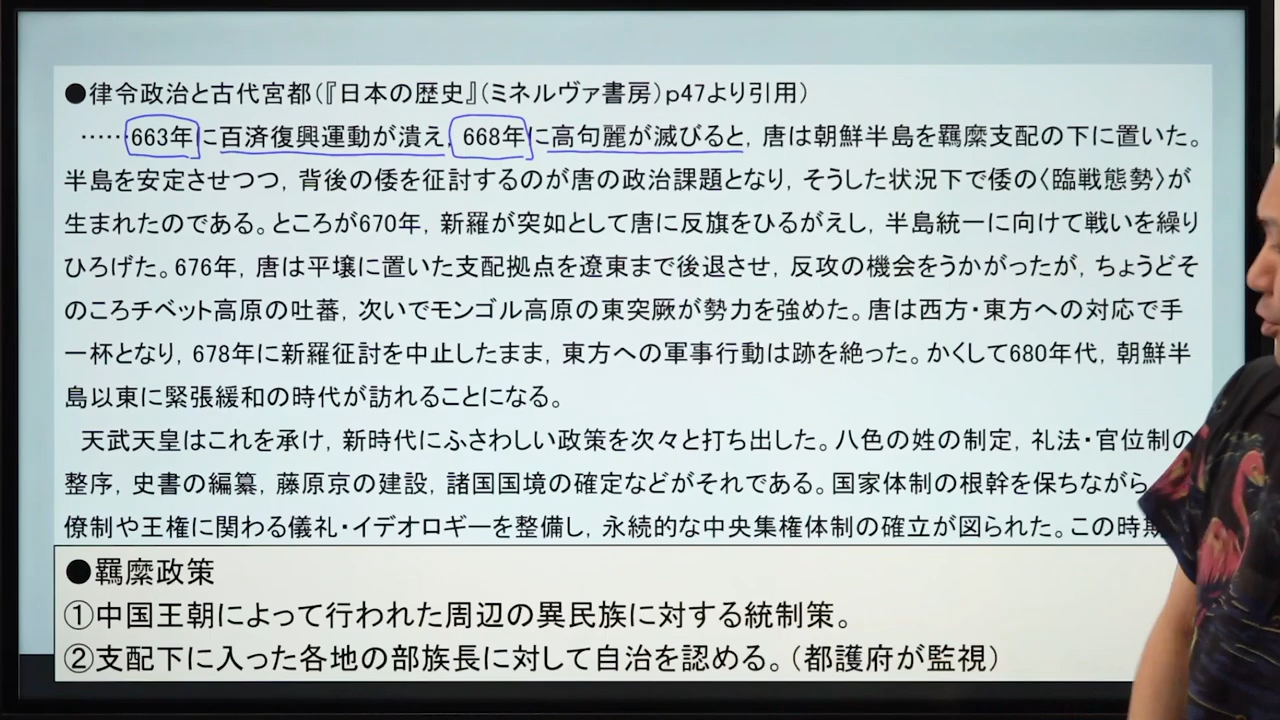 ●律令政治と古代宮都（『日本の歴史』（ミネルヴァ書房）p47より引用）
……663年に百済復興運動が潰え，668年に高句麗が滅びると，唐は朝鮮半島を羈縻支配の下に置いた。
半島を安定させつつ，背後の倭を征討するのが唐の政治課題となり，そうした状況下で倭の〈臨戦態勢〉が
生まれたのである。ところが670年，新羅が突如として唐に反旗をひるがえし，半島統一に向けて戦いを繰り
ひろげた。676年，唐は平壌に置いた支配拠点を遼東まで後退させ，反攻の機会をうかがったが，ちょうどそ
のころチベット高原の吐蕃，次いでモンゴル高原の東突厥が勢力を強めた。唐は西方・東方への対応で手
一杯となり，678年に新羅征討を中止したまま，東方への軍事行動は跡を絶った。かくして680年代，朝鮮半
島以東に緊張緩和の時代が訪れることになる。
天武天皇はこれを承け，新時代にふさわしい政策を次々と打ち出した。八色の姓の制定，礼法・官位制の
整序，史書の編纂，藤原京の建設，諸国国境の確定などがそれである。国家体制の根幹を保ちながら
僚制や王権に関わる儀礼・イデオロギーを整備し，永続的な中央集権体制の確立が図られた。この時期
●羈縻政策
①中国王朝によって行われた周辺の異民族に対する統制策。
②支配下に入った各地の部族長に対して自治を認める。（都護府が監視）